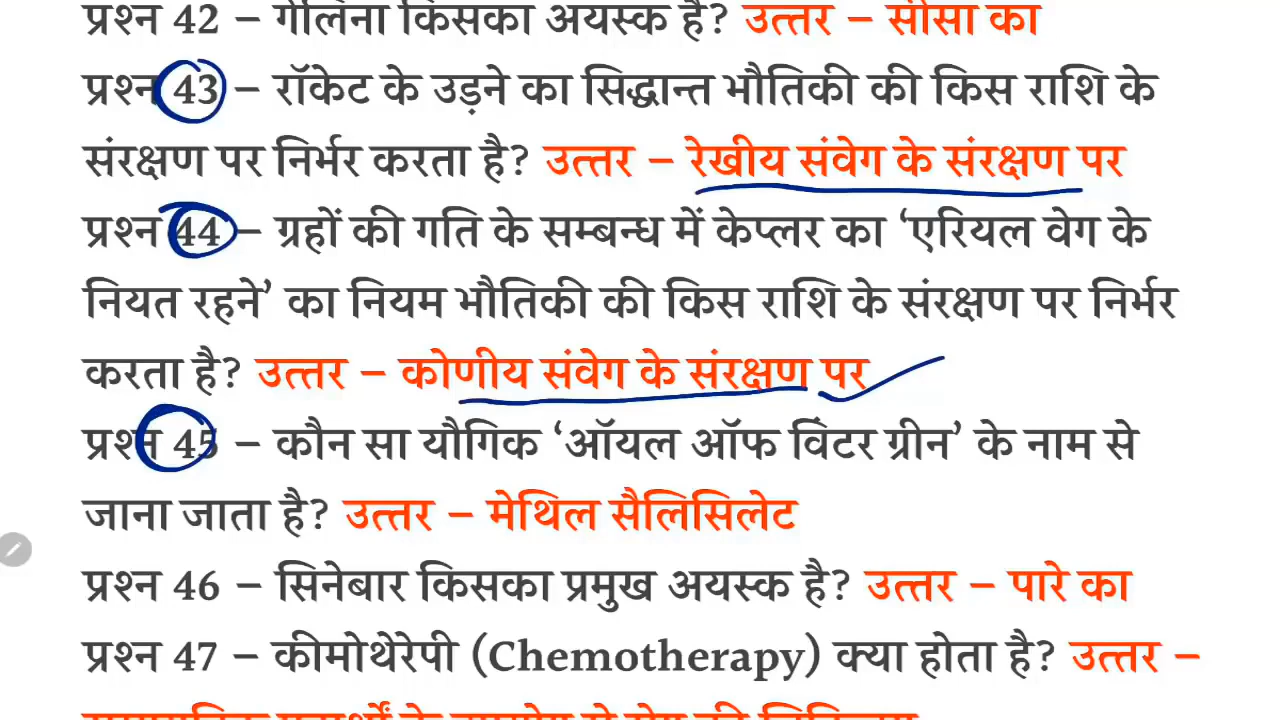 प्रश्न 42 – गेलिना किसका अयस्क है? उत्तर – सीसा का
प्रश्न 43 – रॉकेट के उड़ने का सिद्धान्त भौतिकी की किस राशि के
संरक्षण पर निर्भर करता है? उत्तर – रेखीय संवेग के संरक्षण पर
प्रश्न 44 – ग्रहों की गति के सम्बन्ध में केप्लर का ‘एरियल वेग के
नियत रहने’ का नियम भौतिकी की किस राशि के संरक्षण पर निर्भर
करता है? उत्तर – कोणीय संवेग के संरक्षण पर
प्रश्न 45 – कौन सा यौगिक ‘ऑयल ऑफ विंटर ग्रीन’ के नाम से
जाना जाता है? उत्तर – मेथिल सैलिसिलेट
प्रश्न 46 – सिनेबार किसका प्रमुख अयस्क है? उत्तर – पारे का
प्रश्न 47 – कीमोथेरेपी (Chemotherapy) क्या होता है? उत्तर –